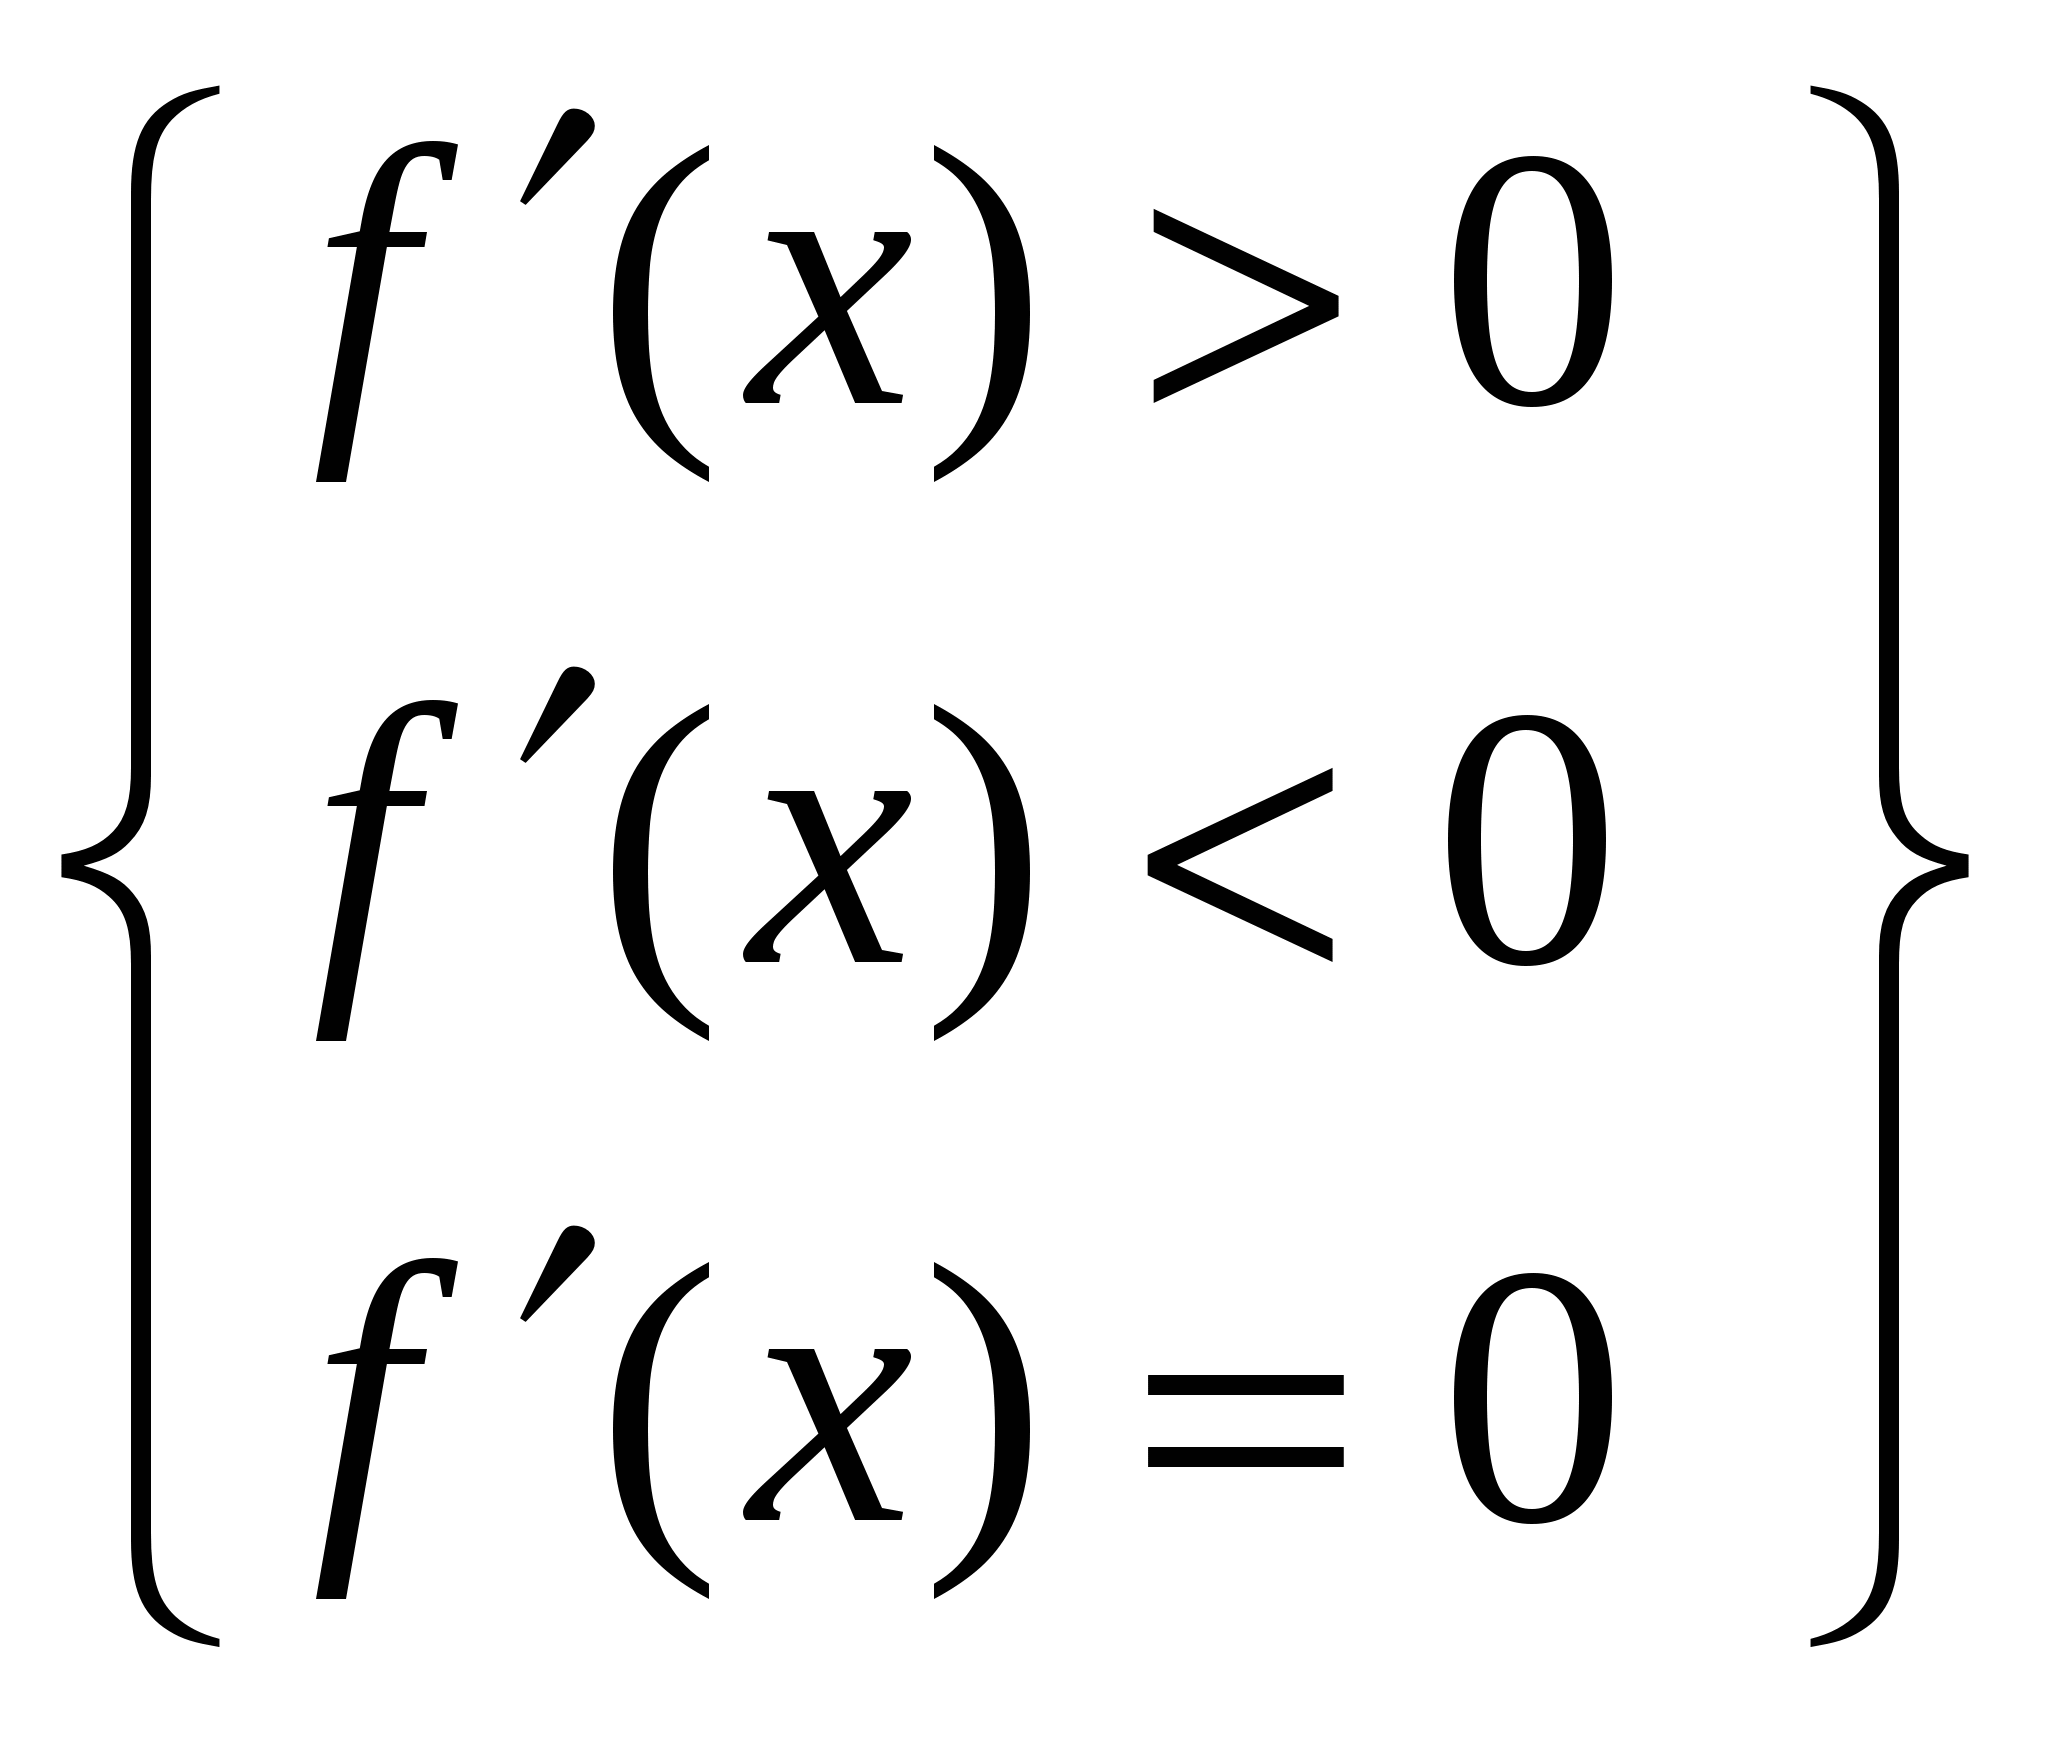 f ′(x) > 0
f ′(x) < 0
f ′(x) = 0